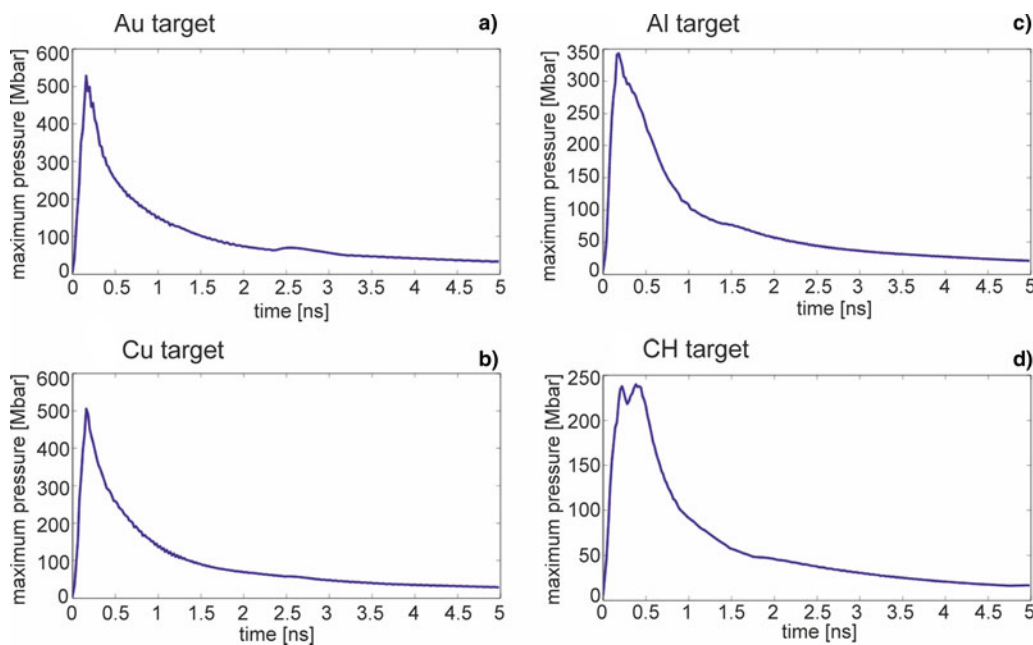 Au target
a)
maximum pressure [Mbar]
600
500
400
300
200
100
0
0 0.5 1 1.5 2 2.5 3 3.5 4 4.5 5
time [ns]
Cu target
b)
maximum pressure [Mbar]
600
500
400
300
200
100
0
0 0.5 1 1.5 2 2.5 3 3.5 4 4.5 5
time [ns]
Al target
c)
maximum pressure [Mbar]
350
300
250
200
150
100
50
0
0 0.5 1 1.5 2 2.5 3 3.5 4 4.5 5
time [ns]
CH target
d)
maximum pressure [Mbar]
250
200
150
100
50
0
0 0.5 1 1.5 2 2.5 3 3.5 4 4.5 5
time [ns]